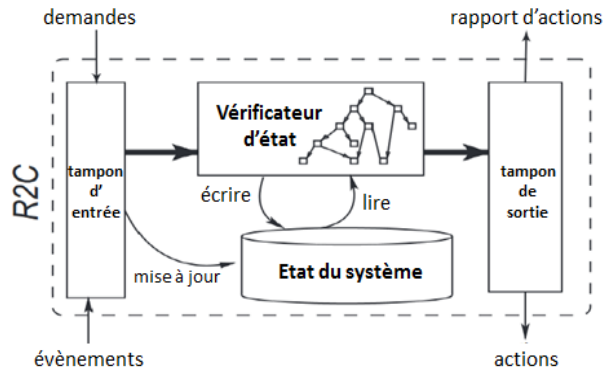 demandes
rapport d'actions
R2C
tampon
d'
entrée
Vérificateur
d'état
tampon
de
sortie
écrire
lire
mise à jour
Etat du système
évènements
actions